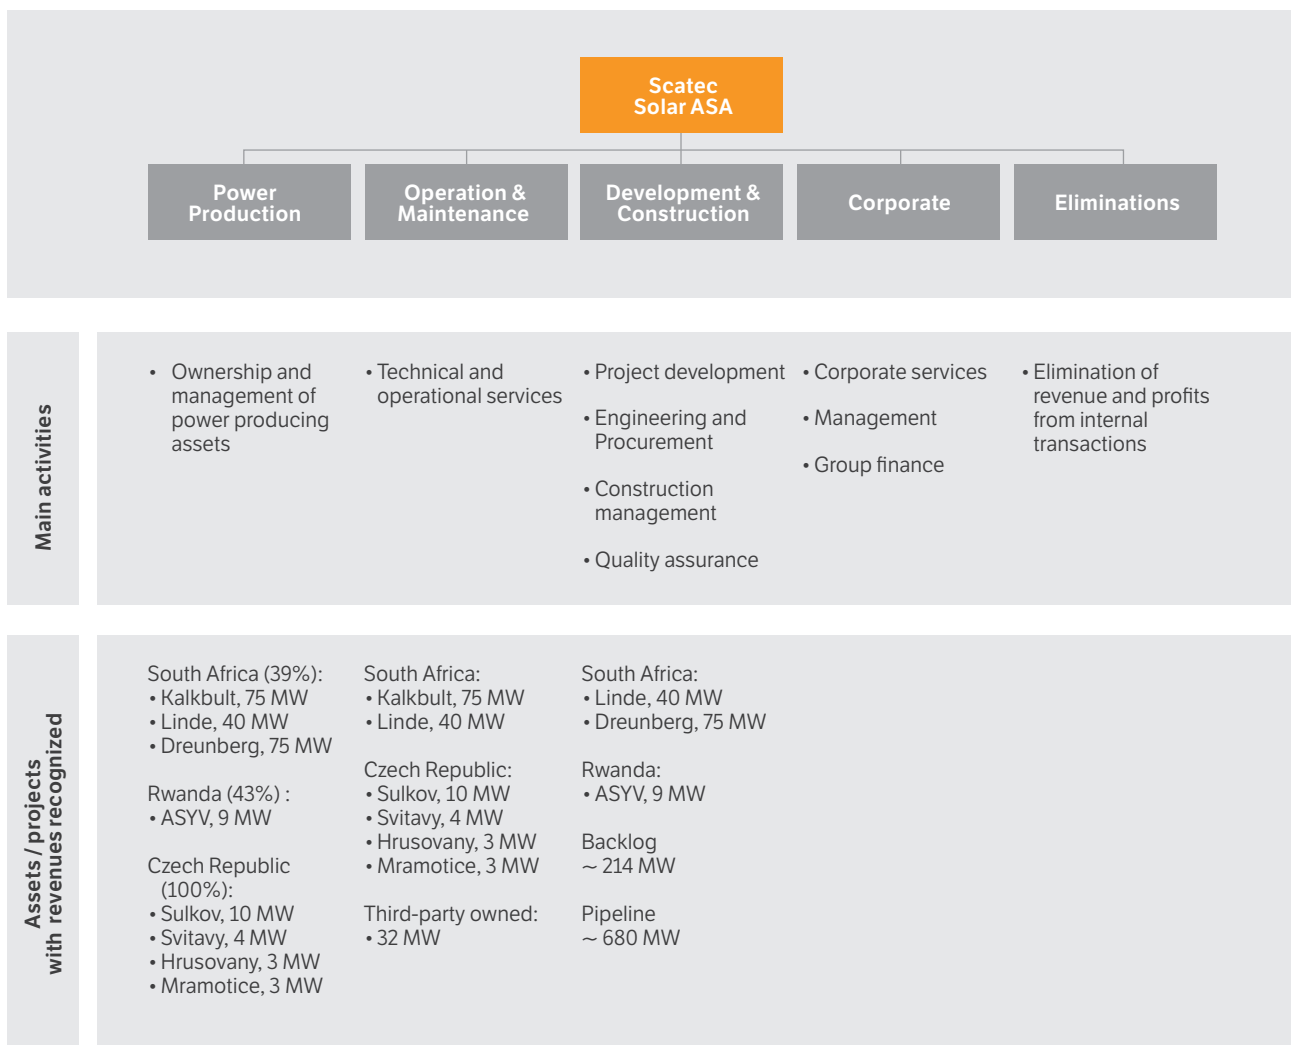 Scatec
Solar ASA
Power
Production
Operation &
Maintenance
Development &
Construction
Corporate
Eliminations
Main activities
• Ownership and
management of
power producing
assets
• Technical and
operational services
• Project development
• Engineering and
Procurement
• Construction
management
• Quality assurance
• Corporate services
• Management
• Group finance
• Elimination of
revenue and profits
from internal
transactions
Assets / projects
with revenues recognized
South Africa (39%):
• Kalkbult, 75 MW
• Linde, 40 MW
• Dreunberg, 75 MW
Rwanda (43%) :
• ASYV, 9 MW
Czech Republic
(100%):
• Sulkov, 10 MW
• Svitavy, 4 MW
• Hrusovany, 3 MW
• Mramotice, 3 MW
South Africa:
• Kalkbult, 75 MW
• Linde, 40 MW
Czech Republic:
• Sulkov, 10 MW
• Svitavy, 4 MW
• Hrusovany, 3 MW
• Mramotice, 3 MW
Third-party owned:
• 32 MW
South Africa:
• Linde, 40 MW
• Dreunberg, 75 MW
Rwanda:
• ASYV, 9 MW
Backlog
~ 214 MW
Pipeline
~ 680 MW